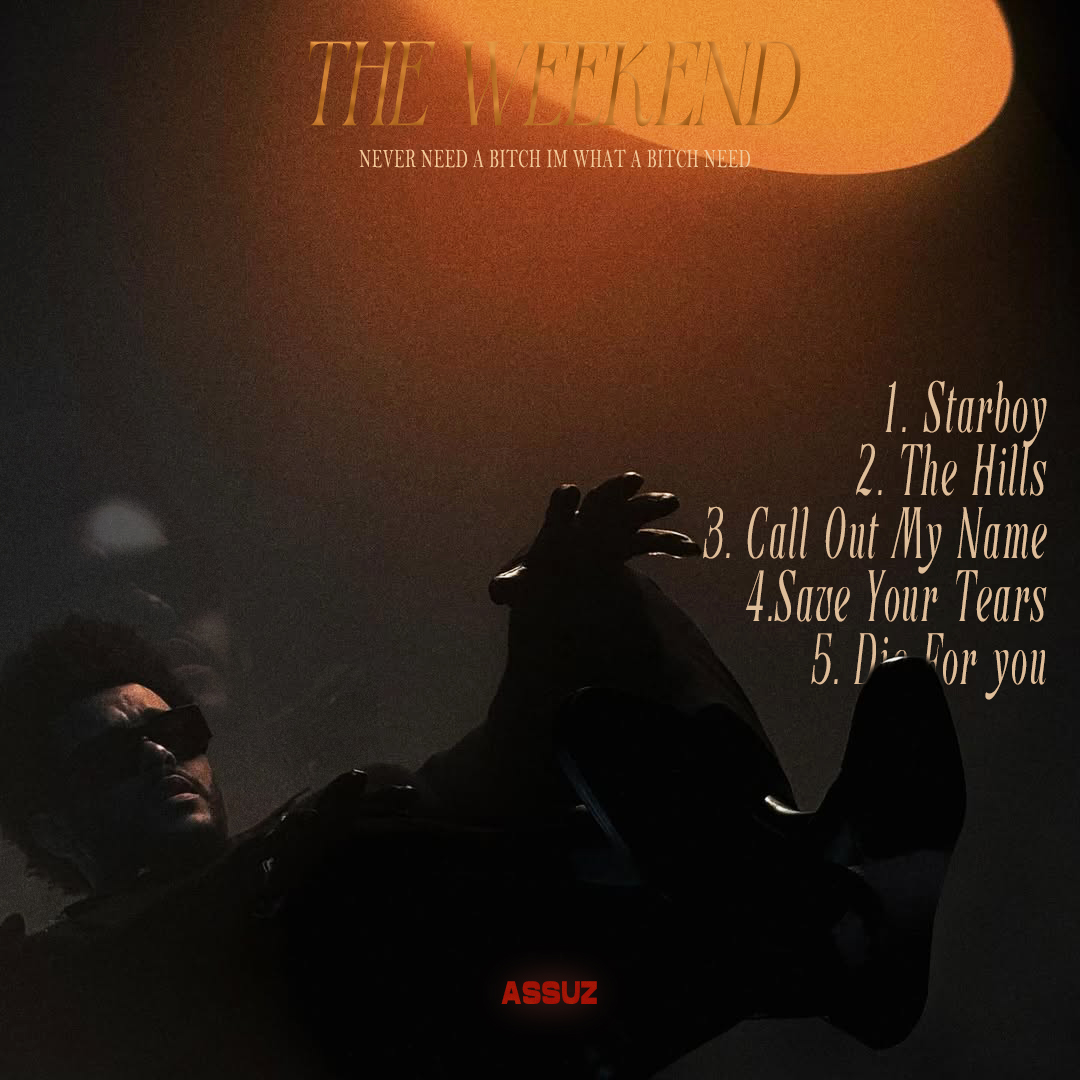 THE WEEKEND
NEVER NEED A BITCH IM WHAT A BITCH NEED
1. Starboy
2. The Hills
3. Call Out My Name
4.Save Your Tears
5. Die For you
ASSUZ